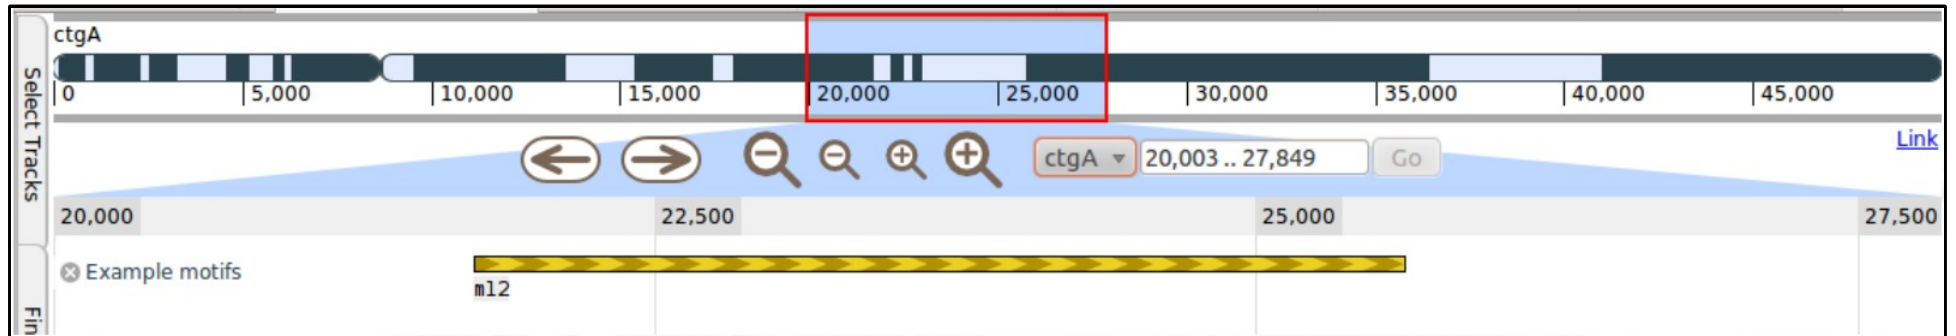 ctgA
0 5,000 10,000 15,000 20,000 25,000 30,000 35,000 40,000 45,000
Select Tracks
Link
ctgA 20,003 .. 27,849 Go
20,000 22,500 25,000 27,500
Example motifs
m12
Fin